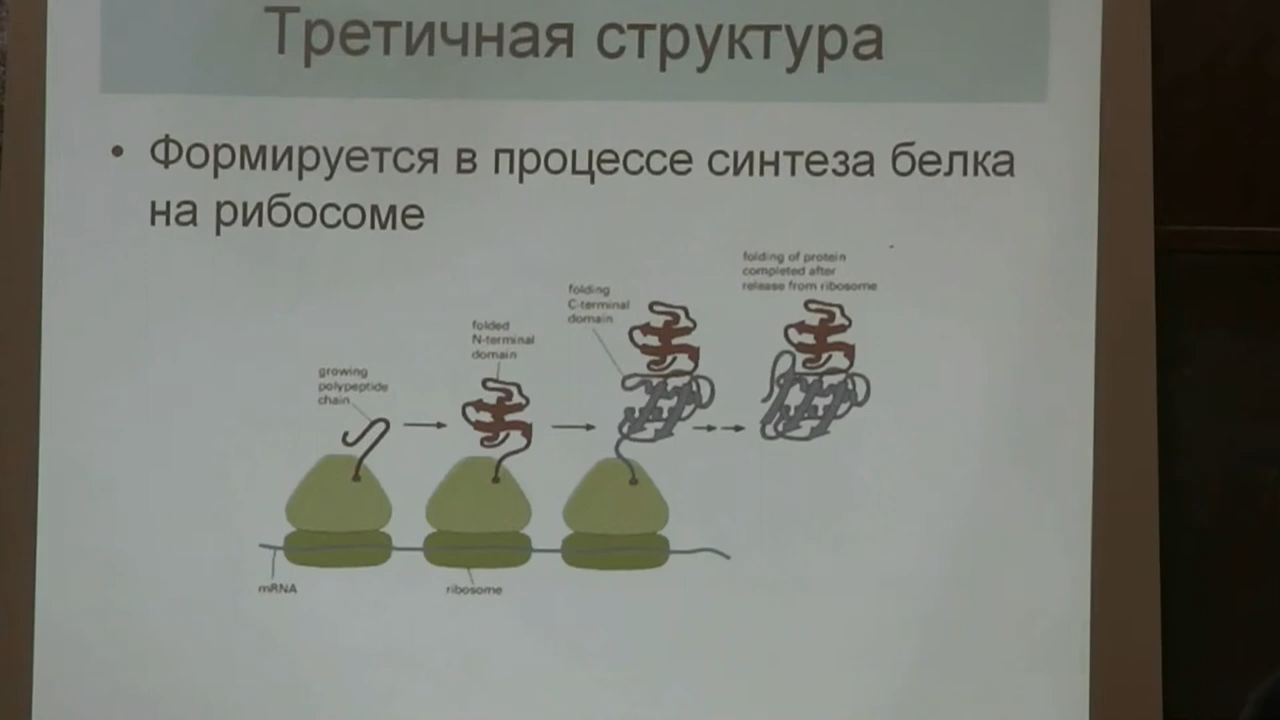 Третичная структура
• Формируется в процессе синтеза белка
на рибосоме
folding of protein
completed after
release from ribosome
folding
C-terminal
domain
folded
N-terminal
domain
growing
polypeptide
chain
mRNA
ribosome